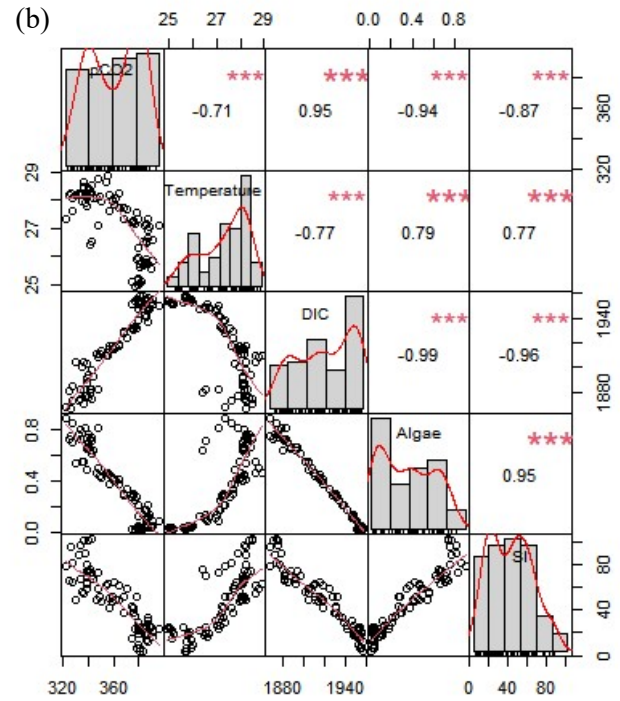 (b)
25 27 29 0.0 0.4 0.8
pCO2 *** *** *** ***
-0.71 0.95 -0.94 -0.87
320 360
Temperature *** *** ***
-0.77 0.79 0.77
25 27 29
DIC *** ***
-0.99 -0.96
1880 1940
Algae ***
0.95
0.0 0.4 0.8
SI
0 40 80
320 360 1880 1940 0 40 80